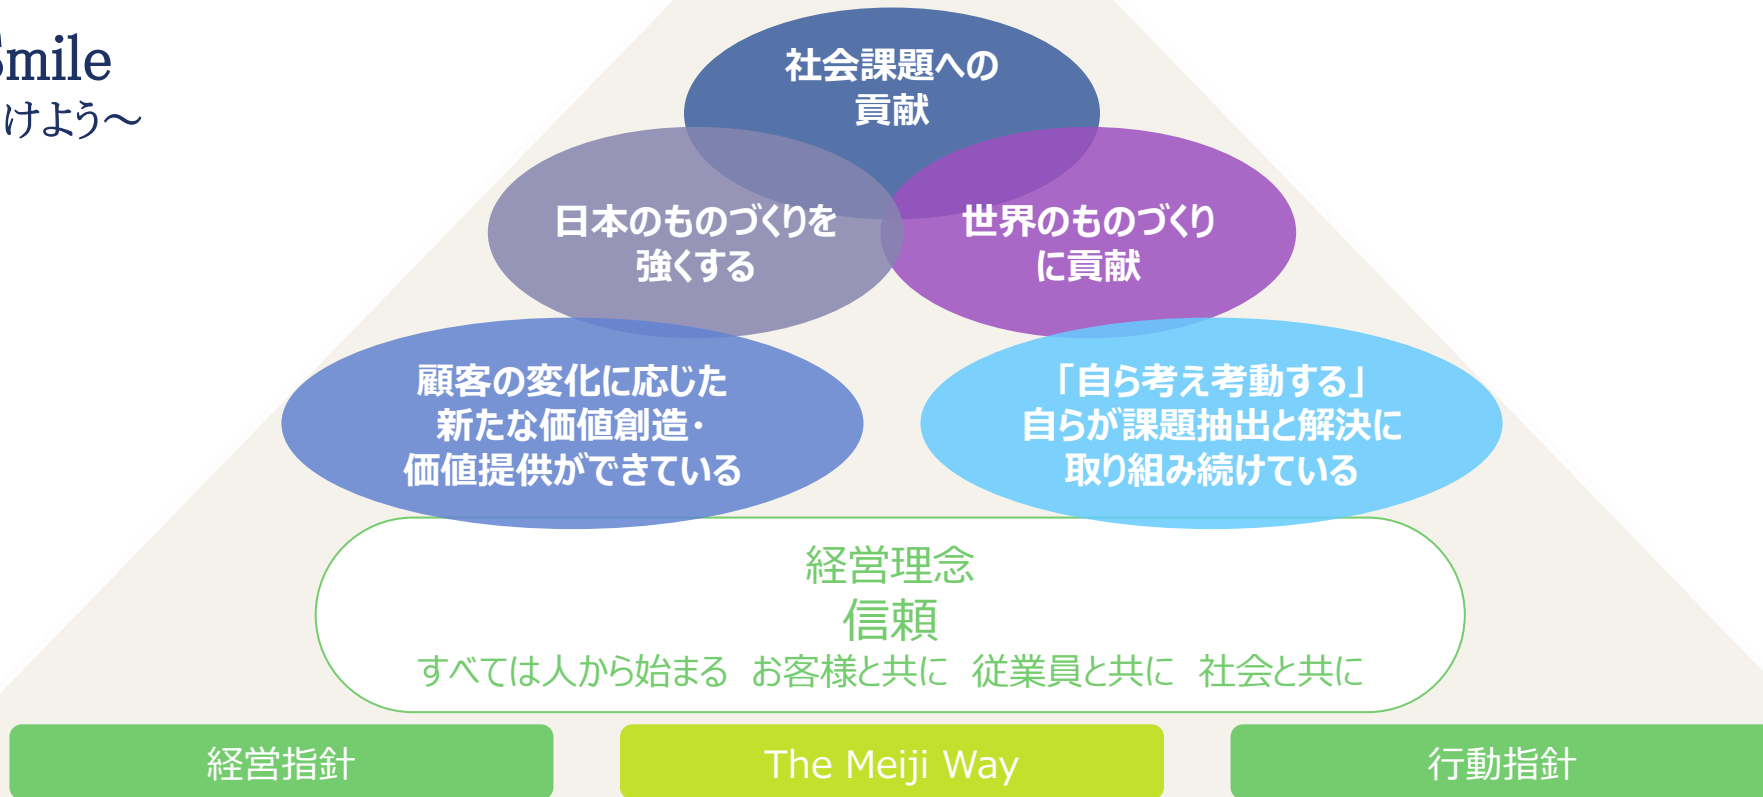 Smile
けよう～
社会課題への
貢献
日本のものづくりを
強くする
世界のものづくり
に貢献
顧客の変化に応じた
新たな価値創造・
価値提供ができている
「自ら考え考動する」
自らが課題抽出と解決に
取り組み続けている
経営理念
信頼
すべては人から始まる　お客様と共に　従業員と共に　社会と共に
経営指針
The Meiji Way
行動指針